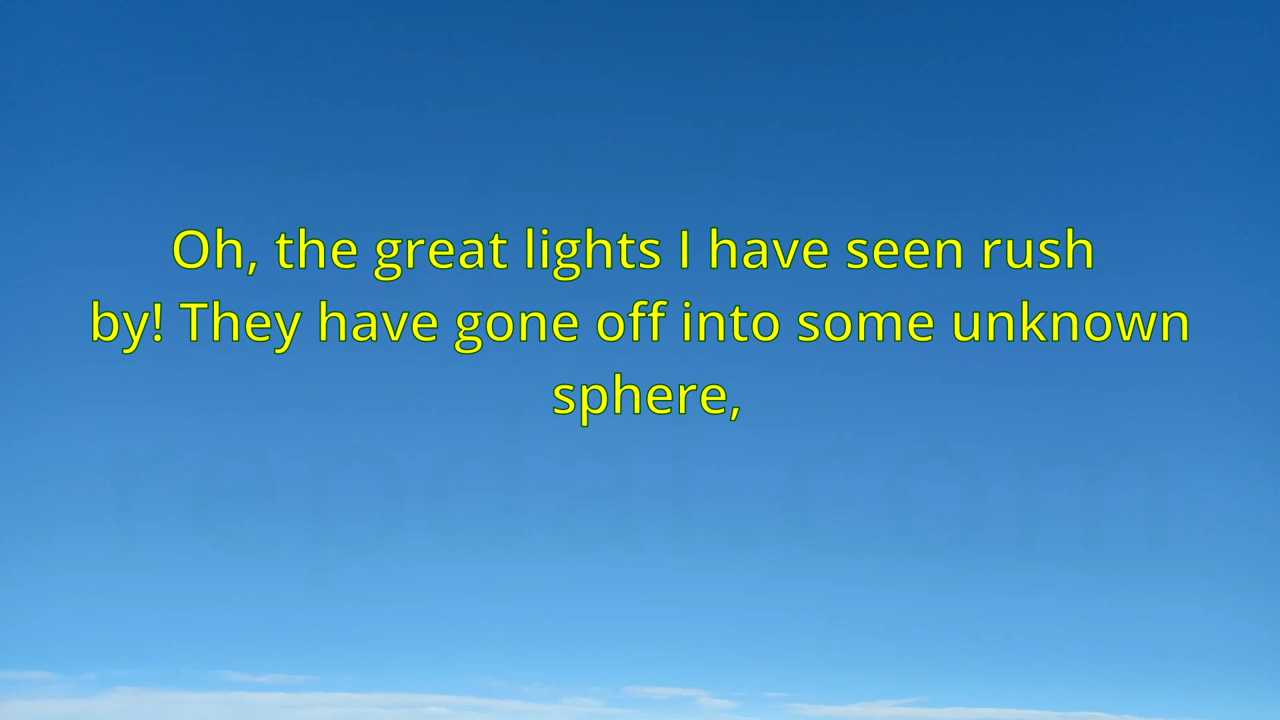 Oh, the great lights I have seen rush
by! They have gone off into some unknown
sphere,